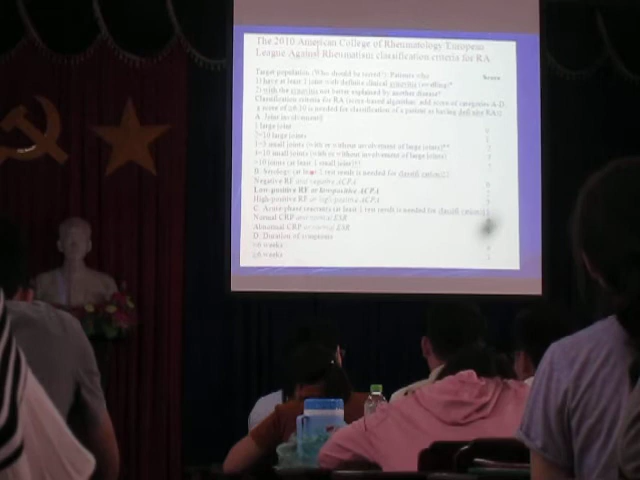 The 2010 American College of Rheumatology European
League Against Rheumatism classification criteria for RA
Target population (Who should be tested?): Patients who Score
1) have at least 1 joint with definite clinical synovitis (swelling)*
2) with the synovitis not better explained by another disease†
Classification criteria for RA (score-based algorithm: add score of categories A-D;
a score of ≥6/10 is needed for classification of a patient as having definite RA)‡
A. Joint involvement
1 large joint
2-10 large joints
1-3 small joints (with or without involvement of large joints)**
4-10 small joints (with or without involvement of large joints)
>10 joints (at least 1 small joint)
B. Serology (at least 1 test result is needed for classification)
Negative RF and negative ACPA
Low-positive RF or low-positive ACPA
High-positive RF or high-positive ACPA
C. Acute-phase reactants (at least 1 test result is needed for classification)
Normal CRP and normal ESR
Abnormal CRP or abnormal ESR
D. Duration of symptoms
<6 weeks
≥6 weeks